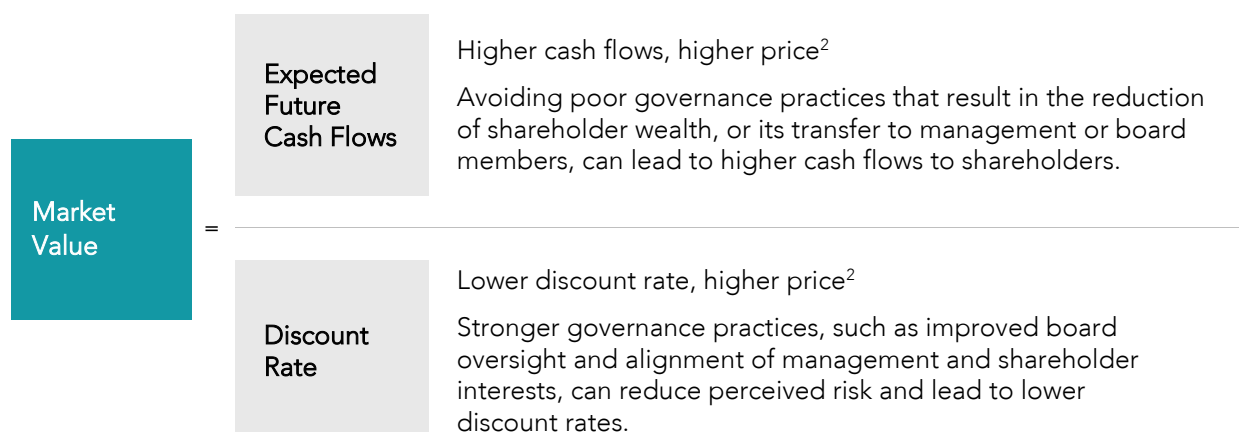 Market
Value
=
Expected
Future
Cash Flows
Higher cash flows, higher price²
Avoiding poor governance practices that result in the reduction
of shareholder wealth, or its transfer to management or board
members, can lead to higher cash flows to shareholders.
Discount
Rate
Lower discount rate, higher price²
Stronger governance practices, such as improved board
oversight and alignment of management and shareholder
interests, can reduce perceived risk and lead to lower
discount rates.